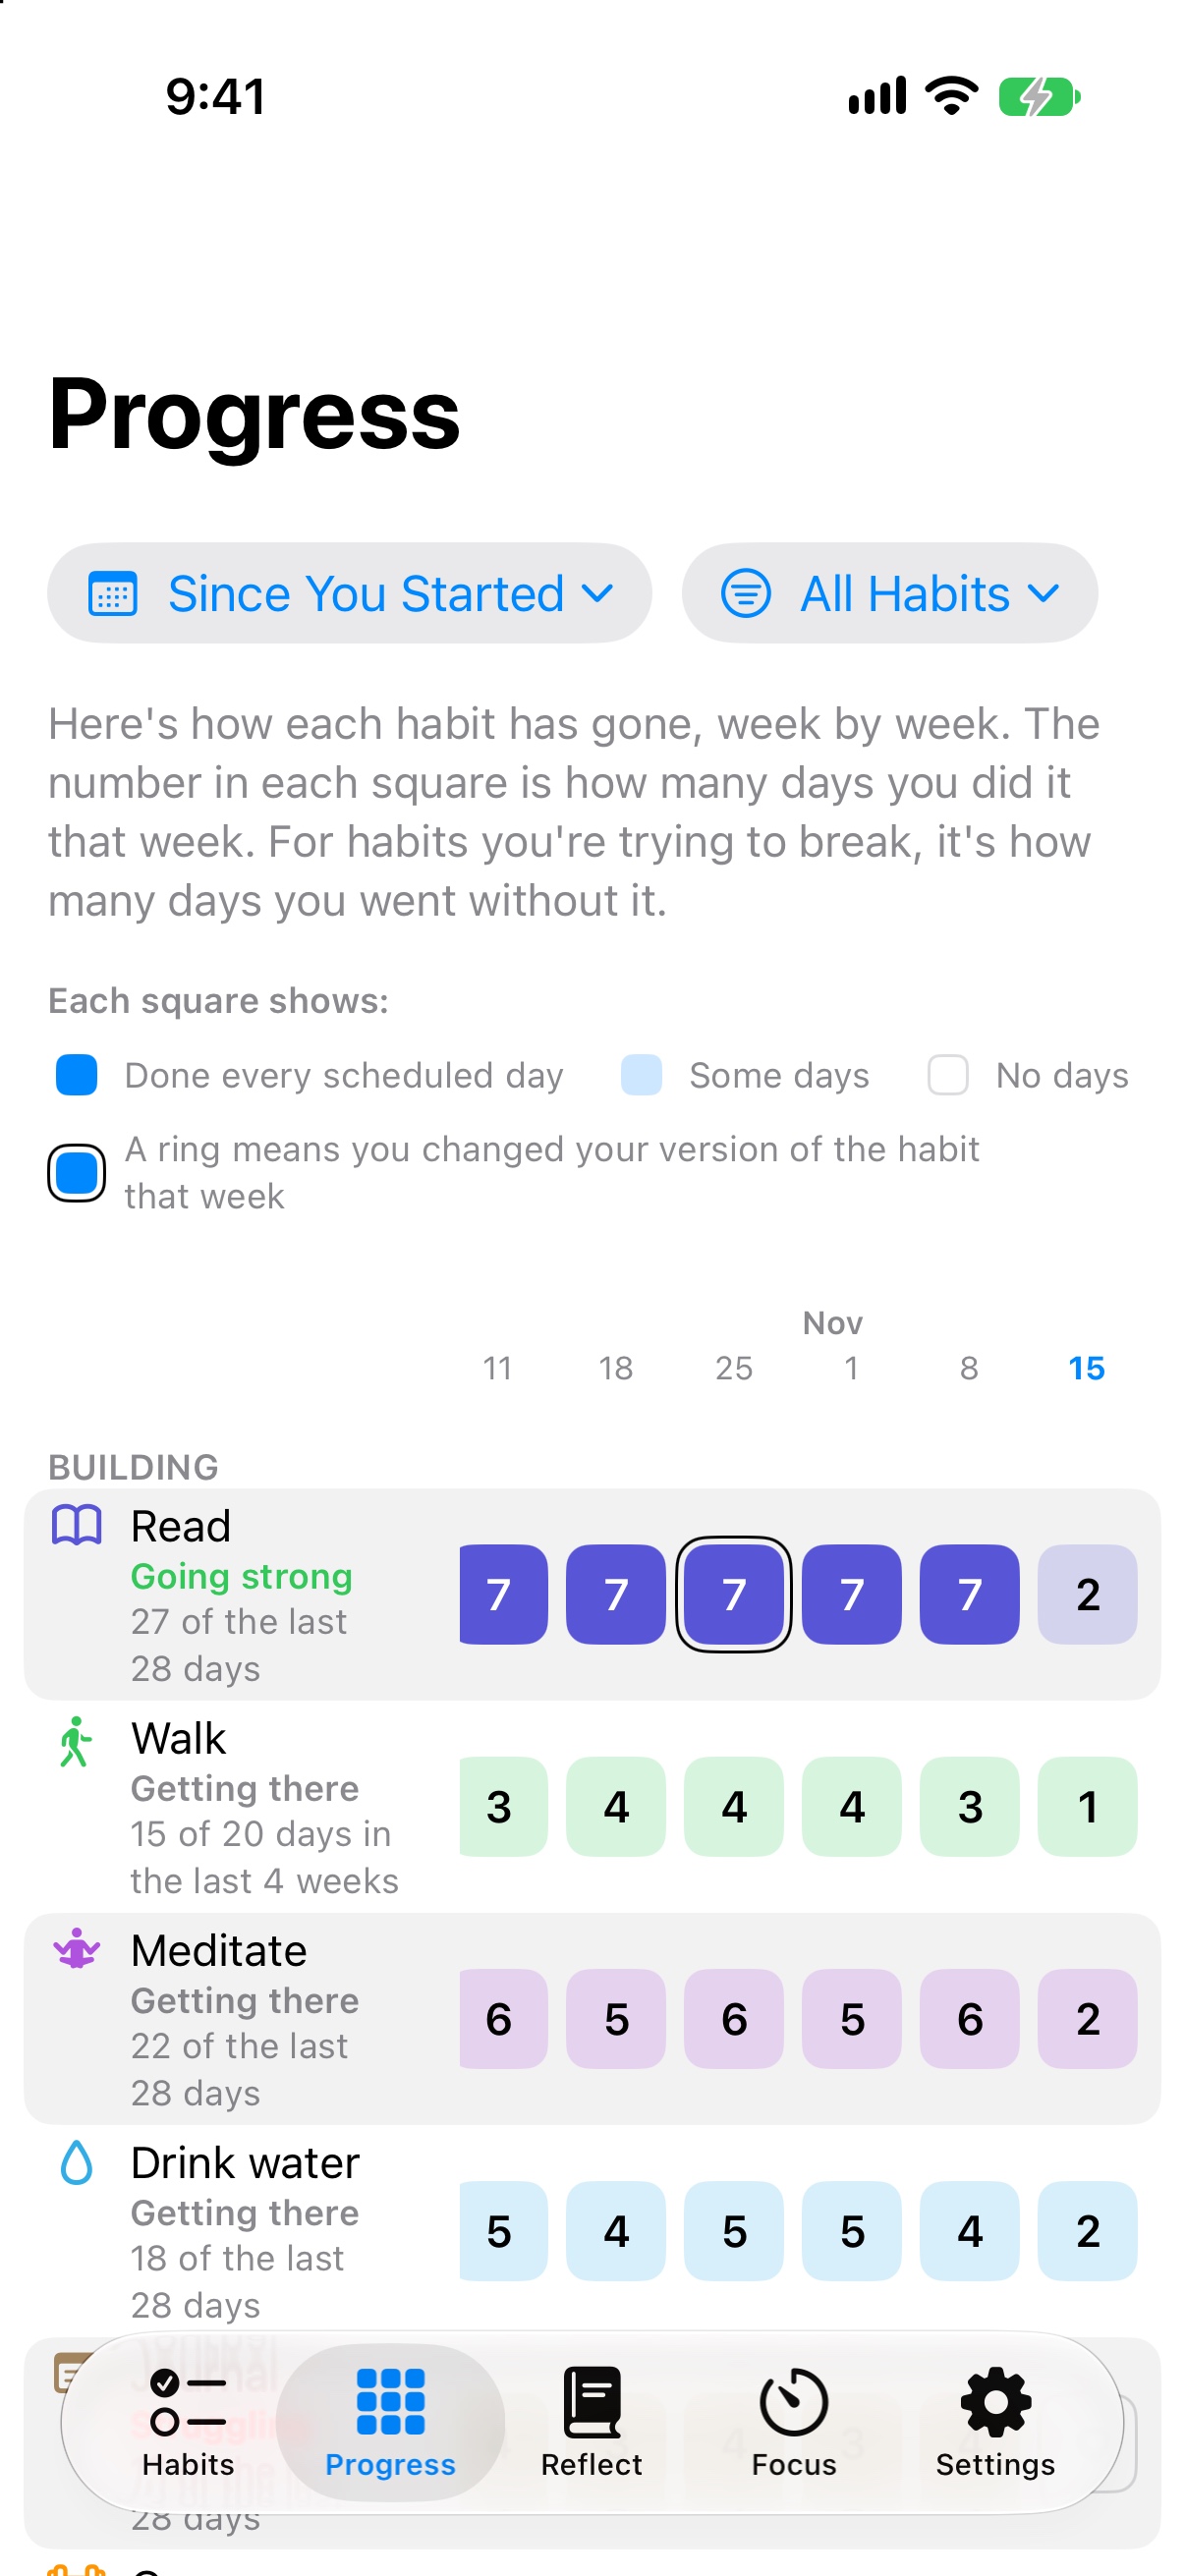 9:41
Progress
Since You Started
All Habits
Here's how each habit has gone, week by week. The
number in each square is how many days you did it
that week. For habits you're trying to break, it's how
many days you went without it.
Each square shows:
Done every scheduled day
Some days
No days
A ring means you changed your version of the habit
that week
Nov
11 18 25 1 8 15
BUILDING
Read
Going strong
27 of the last
28 days
7 7 7 7 7 2
Walk
Getting there
15 of 20 days in
the last 4 weeks
3 4 4 4 3 1
Meditate
Getting there
22 of the last
28 days
6 5 6 5 6 2
Drink water
Getting there
18 of the last
28 days
5 4 5 5 4 2
Habits
Progress
Reflect
Focus
Settings
28 days